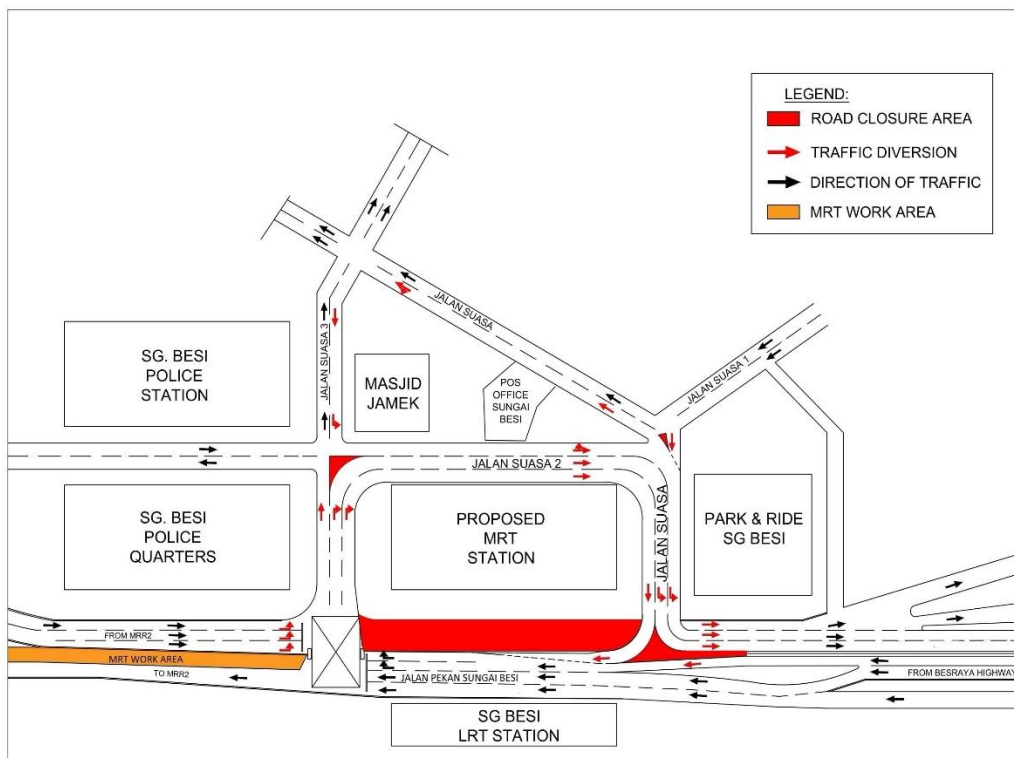 LEGEND:
ROAD CLOSURE AREA
TRAFFIC DIVERSION
DIRECTION OF TRAFFIC
MRT WORK AREA
JALAN SUASA
JALAN SUASA 3
JALAN SUASA 1
SG. BESI
POLICE
STATION
MASJID
JAMEK
POS
OFFICE
SUNGAI
BESI
JALAN SUASA 2
SG. BESI
POLICE
QUARTERS
PROPOSED
MRT
STATION
JALAN SUASA
PARK & RIDE
SG BESI
FROM MRR2
MRT WORK AREA
TO MRR2
JALAN PEKAN SUNGAI BESI
FROM BESRAYA HIGHWAY
SG BESI
LRT STATION